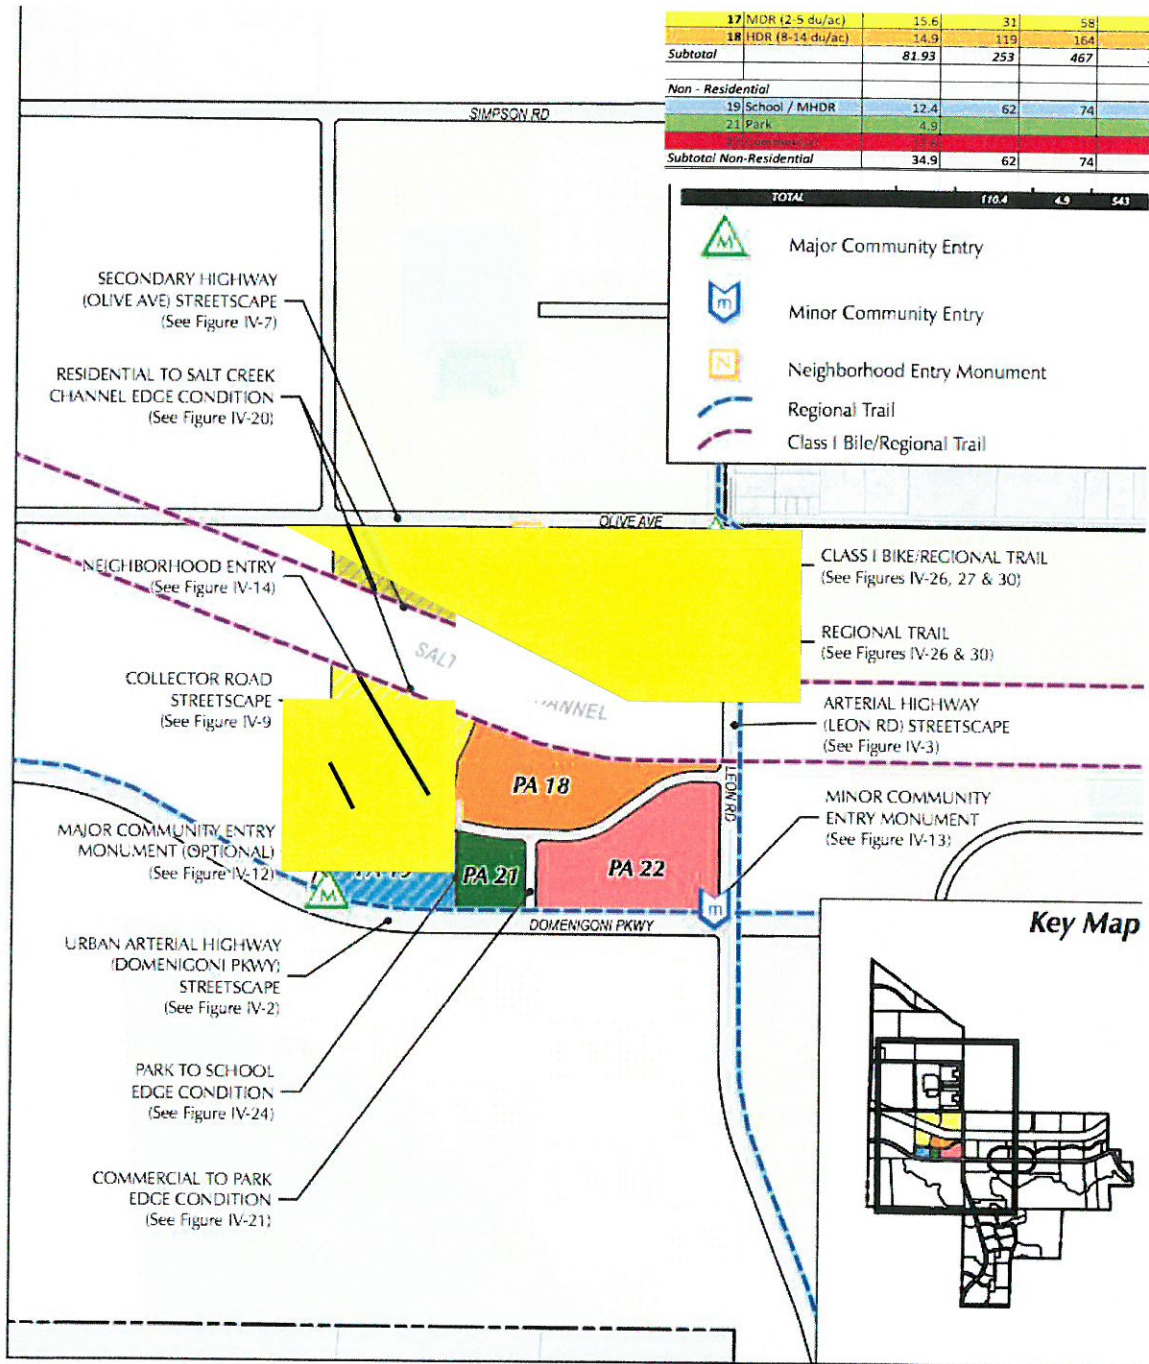 17 MDR (2-5 du/ac) 15.6 31 58
18 HDR (8-14 du/ac) 14.9 119 164
Subtotal 81.93 253 467
Non - Residential
19 School / MHDR 12.4 62 74
21 Park 4.9
Subtotal Non-Residential 34.9 62 74
TOTAL 110.4 4.9 543
M Major Community Entry
m Minor Community Entry
N Neighborhood Entry Monument
Regional Trail
Class I Bile/Regional Trail
SIMPSON RD
SECONDARY HIGHWAY
(OLIVE AVE) STREETSCAPE
(See Figure IV-7)
RESIDENTIAL TO SALT CREEK
CHANNEL EDGE CONDITION
(See Figure IV-20)
OLIVE AVE
NEIGHBORHOOD ENTRY
(See Figure IV-14)
CLASS I BIKE/REGIONAL TRAIL
(See Figures IV-26, 27 & 30)
REGIONAL TRAIL
(See Figures IV-26 & 30)
SALT
ANNEL
COLLECTOR ROAD
STREETSCAPE
(See Figure IV-9
ARTERIAL HIGHWAY
(LEON RD) STREETSCAPE
(See Figure IV-3)
PA 18
LEON RD
MINOR COMMUNITY
ENTRY MONUMENT
(See Figure IV-13)
MAJOR COMMUNITY ENTRY
MONUMENT (OPTIONAL)
(See Figure IV-12)
PA 19
PA 21
PA 22
M
m
DOMENIGONI PKWY
URBAN ARTERIAL HIGHWAY
(DOMENIGONI PKWY)
STREETSCAPE
(See Figure IV-2)
PARK TO SCHOOL
EDGE CONDITION
(See Figure IV-24)
COMMERCIAL TO PARK
EDGE CONDITION
(See Figure IV-21)
Key Map